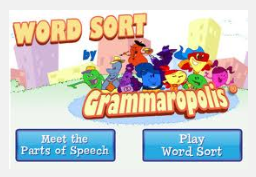 WORD SORT
by
Grammaropolis
Meet the
Parts of Speech
Play
Word Sort